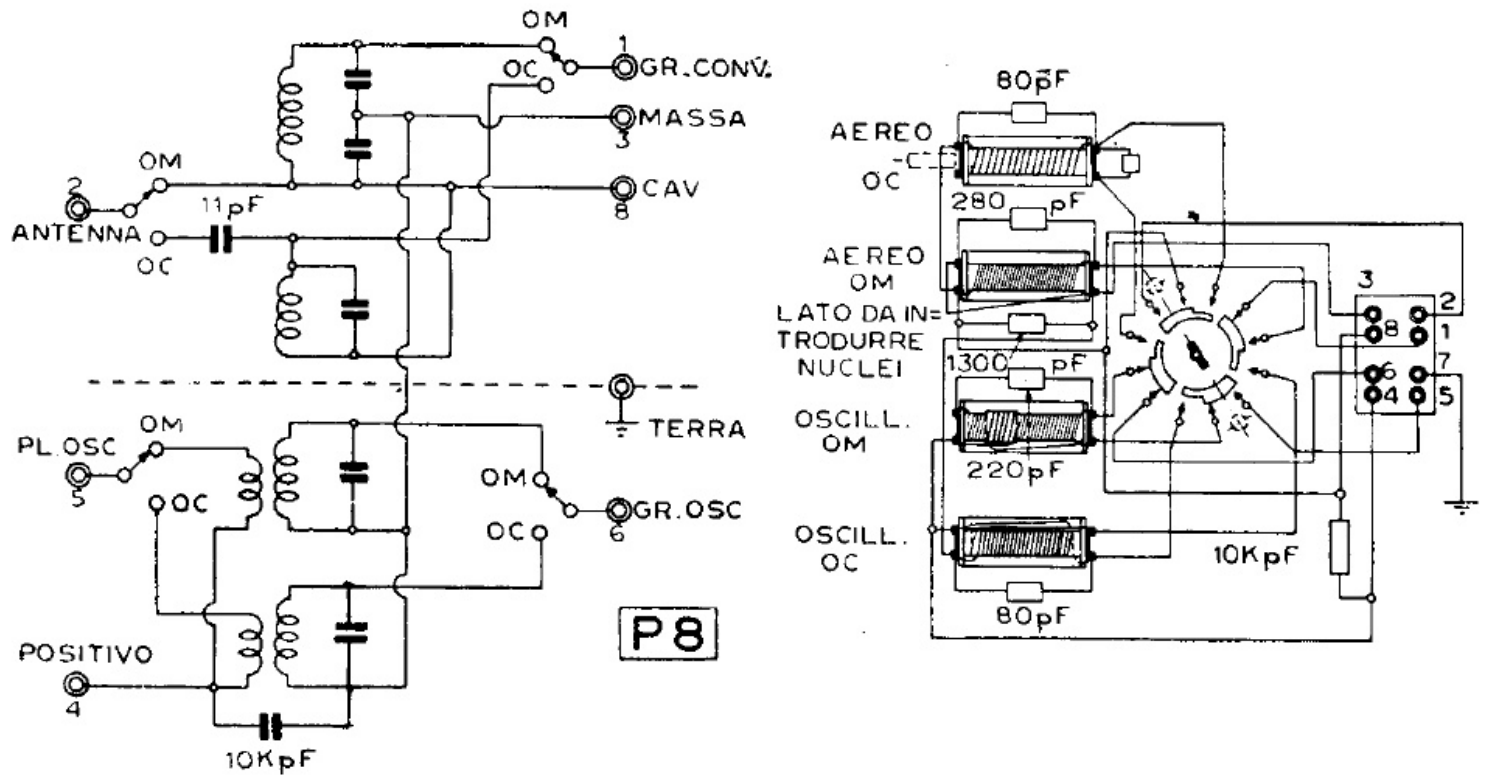 OM
1
GR.CONV.
OC
MASSA
3
OM
2
CAV
8
11pF
ANTENNA
OC
TERRA
OM
PL.OSC
5
OC
OM
GR.OSC
6
OC
POSITIVO
4
10KpF
P8
80pF
AEREO
OC
280 pF
AEREO
OM
LATO DA IN=
TRODURRE
NUCLEI
1300 pF
OSCILL.
OM
220pF
OSCILL.
OC
80pF
10KpF
3
2
8
1
6
7
4
5